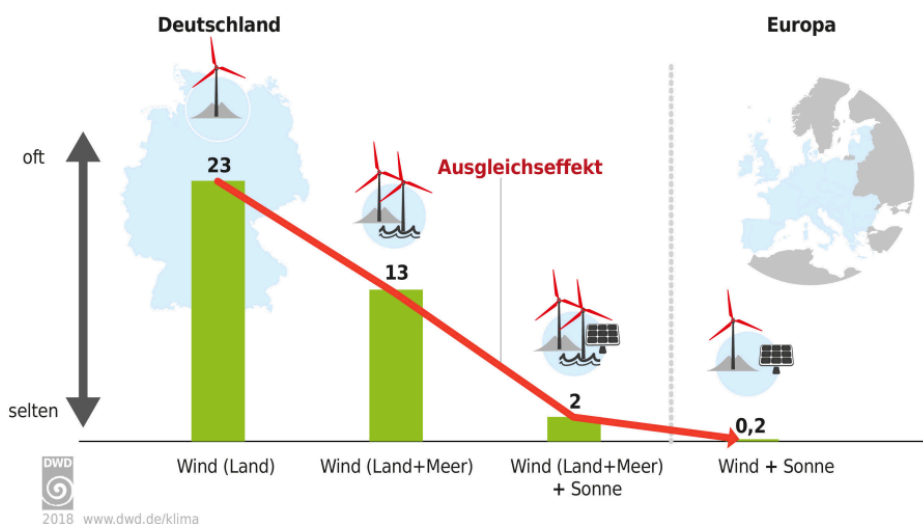 Deutschland
Europa
oft
23
Ausgleichseffekt
13
selten
2
0,2
Wind (Land)
Wind (Land+Meer)
Wind (Land+Meer)
+ Sonne
Wind + Sonne
DWD
2018 www.dwd.de/klima